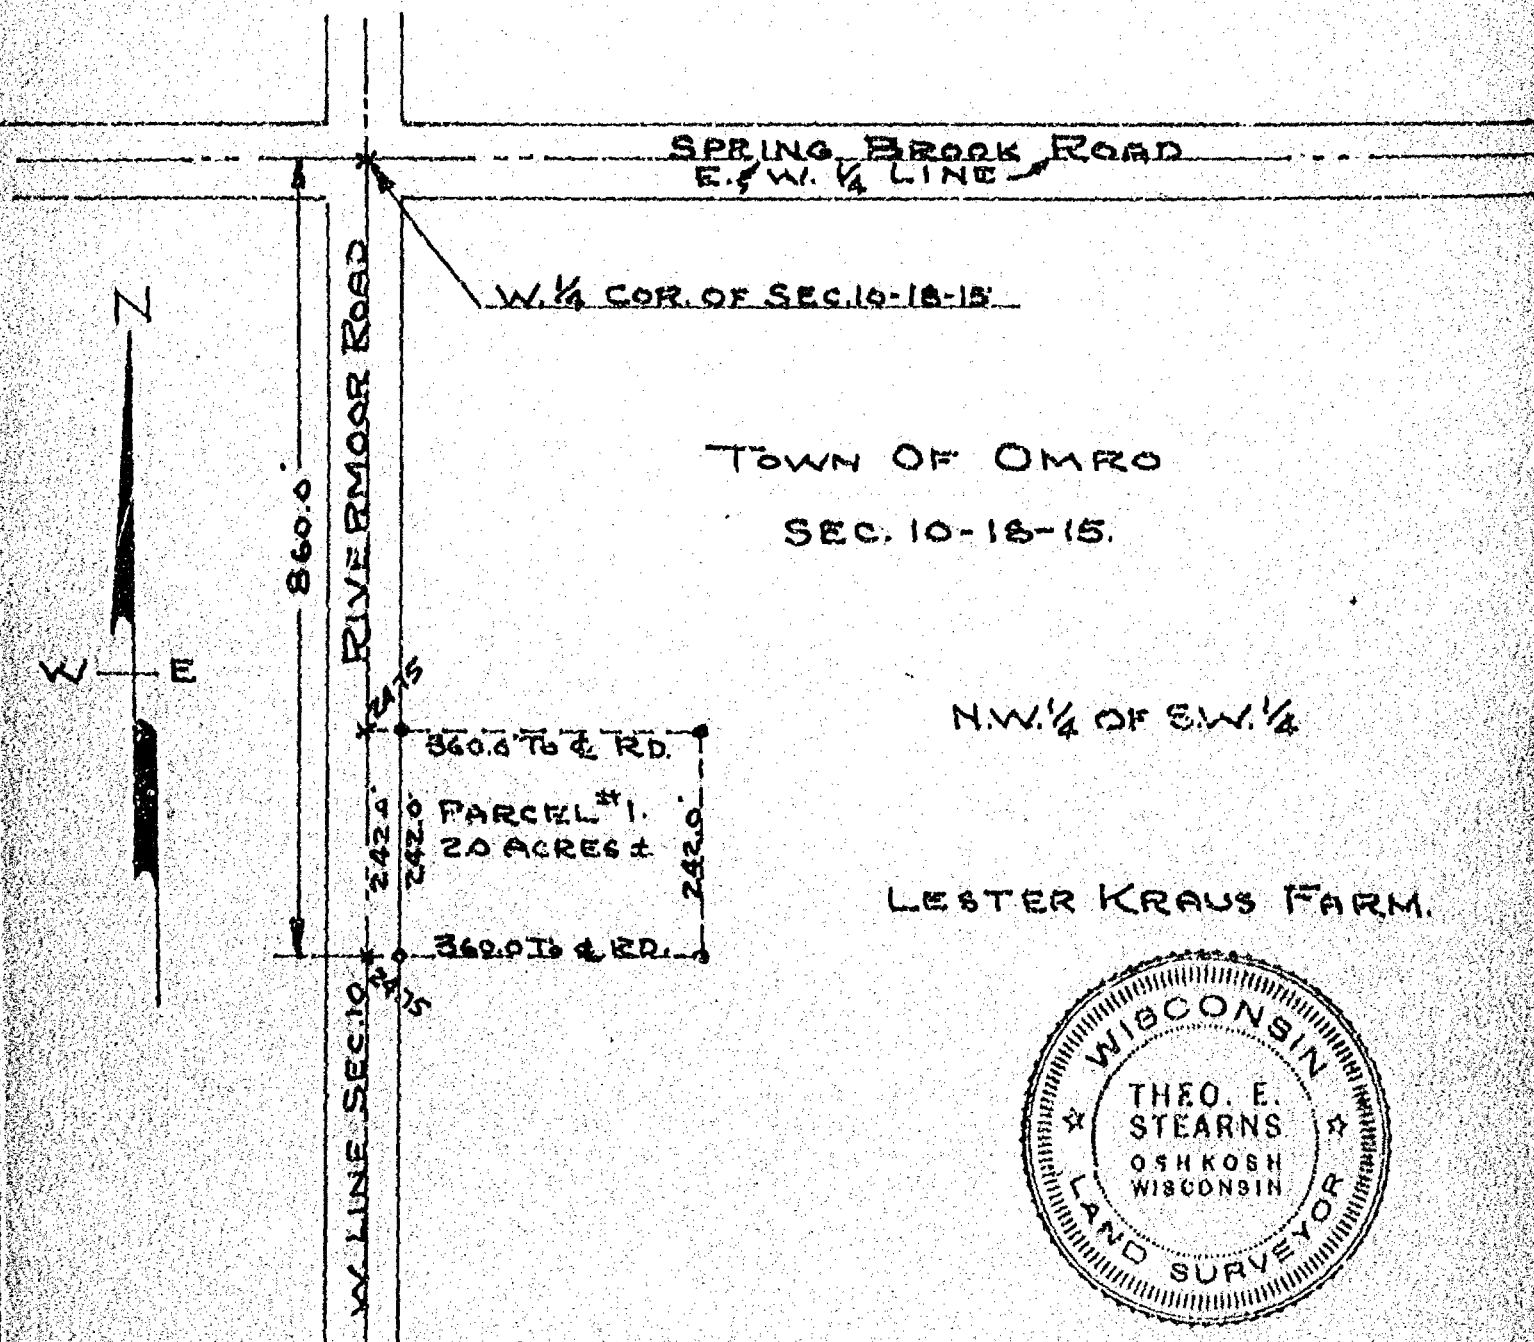 SPRING BROOK ROAD
E. & W. ¼ LINE
W. ¼ COR. OF SEC. 10-18-15
N
RIVERMOOR ROAD
860.0'
TOWN OF OMRO
SEC. 10-18-15.
W E
24.75
N.W. ¼ OF S.W. ¼
360.0' TO ℄ RD.
242.0'
242.0'
PARCEL #1.
2.0 ACRES ±
242.0'
LESTER KRAUS FARM.
360.0 TO ℄ RD.
24.75
W. LINE SEC. 10
WISCONSIN
THEO. E.
STEARNS
OSHKOSH
WISCONSIN
LAND SURVEYOR